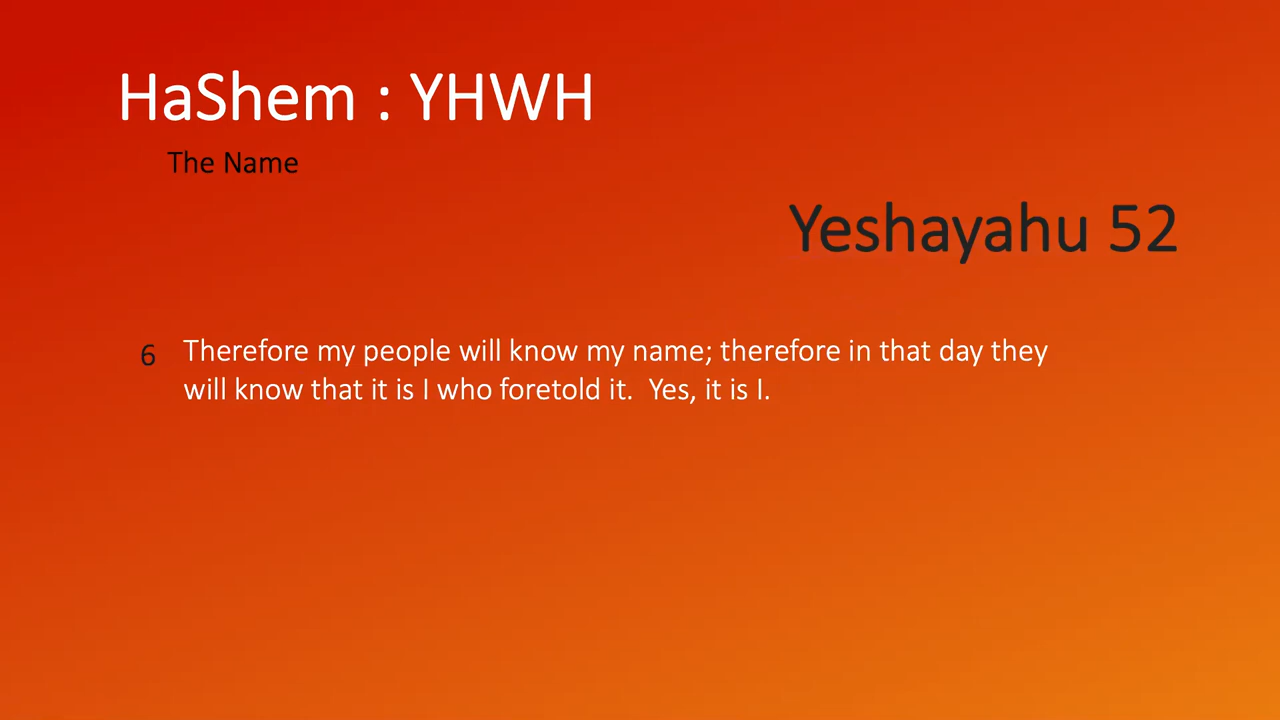 HaShem : YHWH
The Name
Yeshayahu 52
6 Therefore my people will know my name; therefore in that day they
will know that it is I who foretold it.  Yes, it is I.